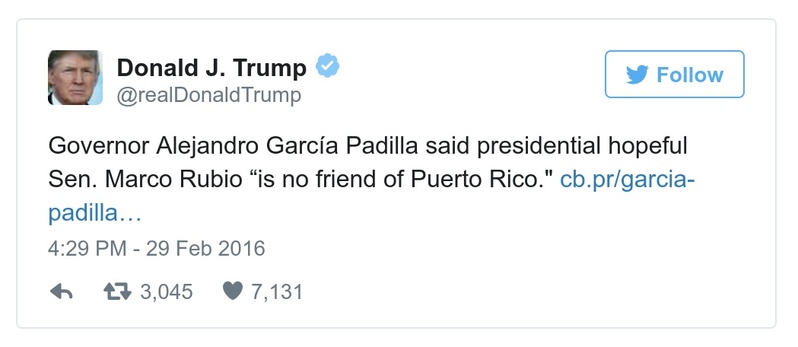 Donald J. Trump
Follow
@realDonaldTrump
Governor Alejandro García Padilla said presidential hopeful
Sen. Marco Rubio “is no friend of Puerto Rico." cb.pr/garcia-
padilla…
4:29 PM - 29 Feb 2016
3,045 7,131